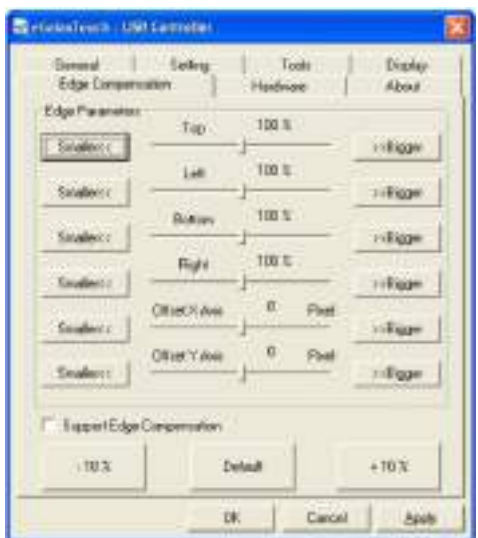 eGalaxTouch : USB Controller
General Setting Tools Display
Edge Compensation Hardware About
Edge Parameters
Top 100 %
Smaller<< >>Bigger
Left 100 %
Smaller<< >>Bigger
Bottom 100 %
Smaller<< >>Bigger
Right 100 %
Smaller<< >>Bigger
Offset X Axis 0 Pixel
Smaller<< >>Bigger
Offset Y Axis 0 Pixel
Smaller<< >>Bigger
Support Edge Compensation
- 10 % Default + 10 %
OK Cancel Apply